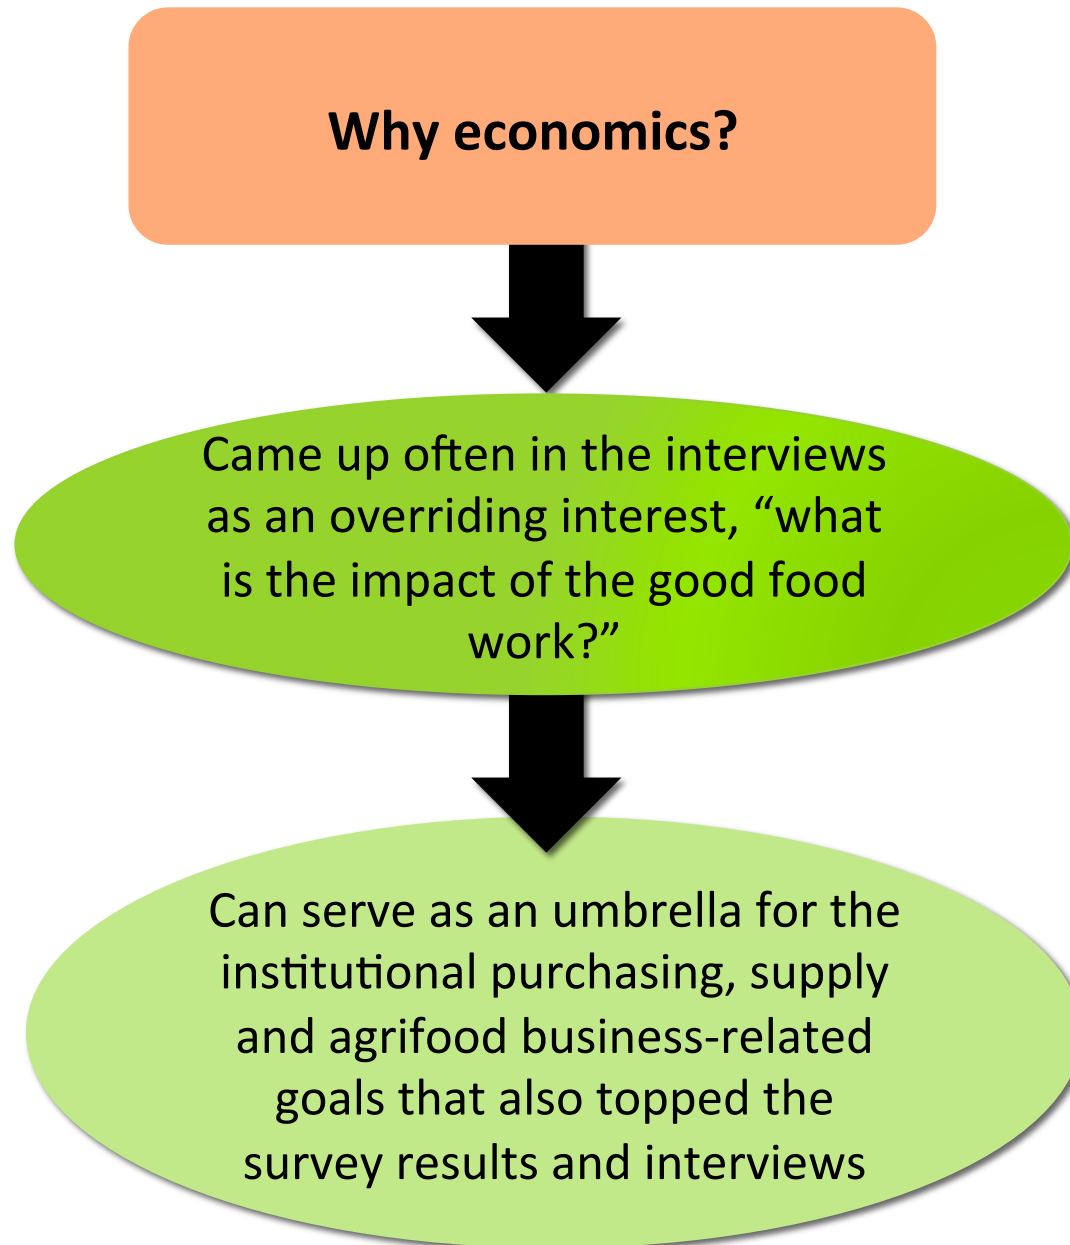 Why economics?
Came up often in the interviews
as an overriding interest, “what
is the impact of the good food
work?”
Can serve as an umbrella for the
institutional purchasing, supply
and agrifood business-related
goals that also topped the
survey results and interviews